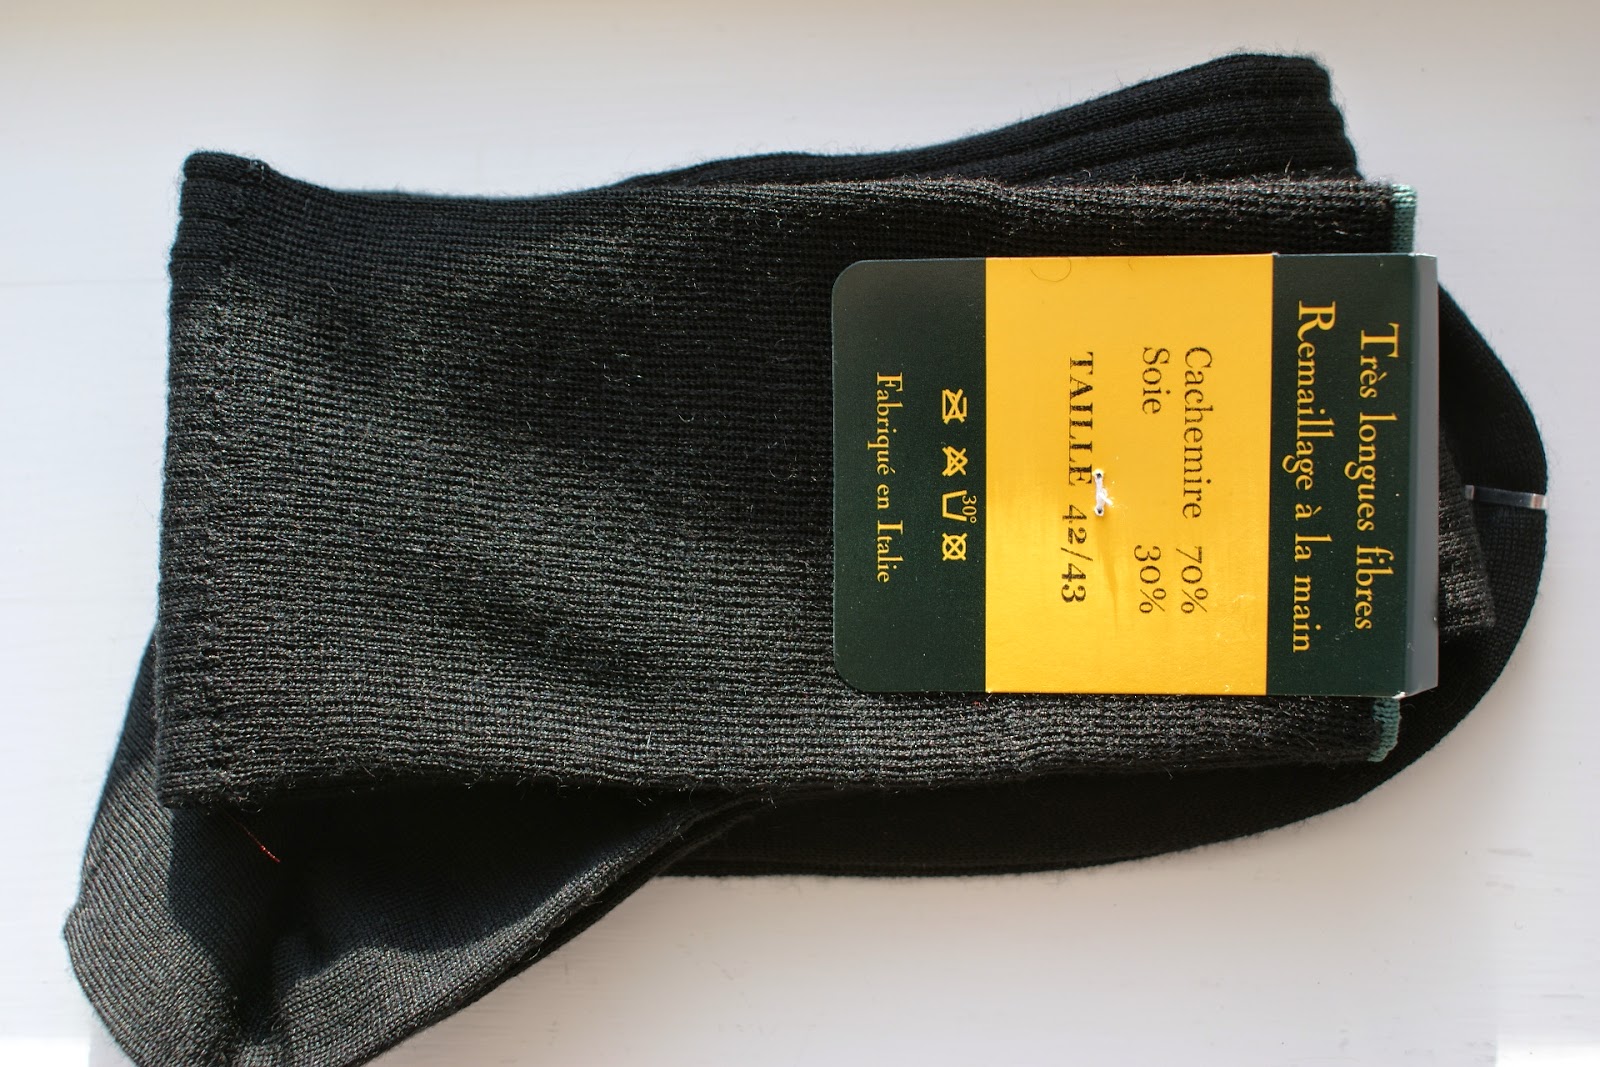 Très longues fibres
Remaillage à la main
Cachemire 70%
Soie 30%
TAILLE 42/43
30°
Fabriqué en Italie